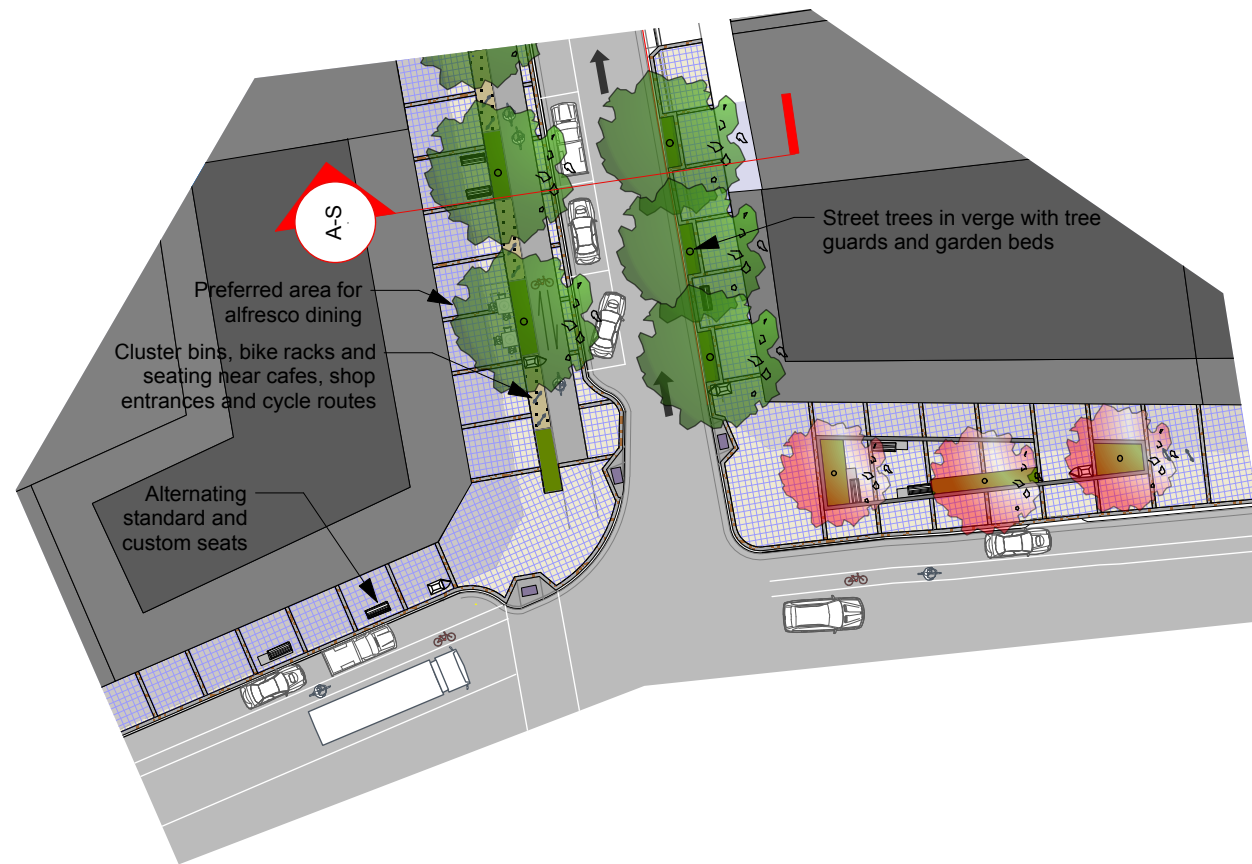 A-S
Street trees in verge with tree
guards and garden beds
Preferred area for
alfresco dining
Cluster bins, bike racks and
seating near cafes, shop
entrances and cycle routes
Alternating
standard and
custom seats